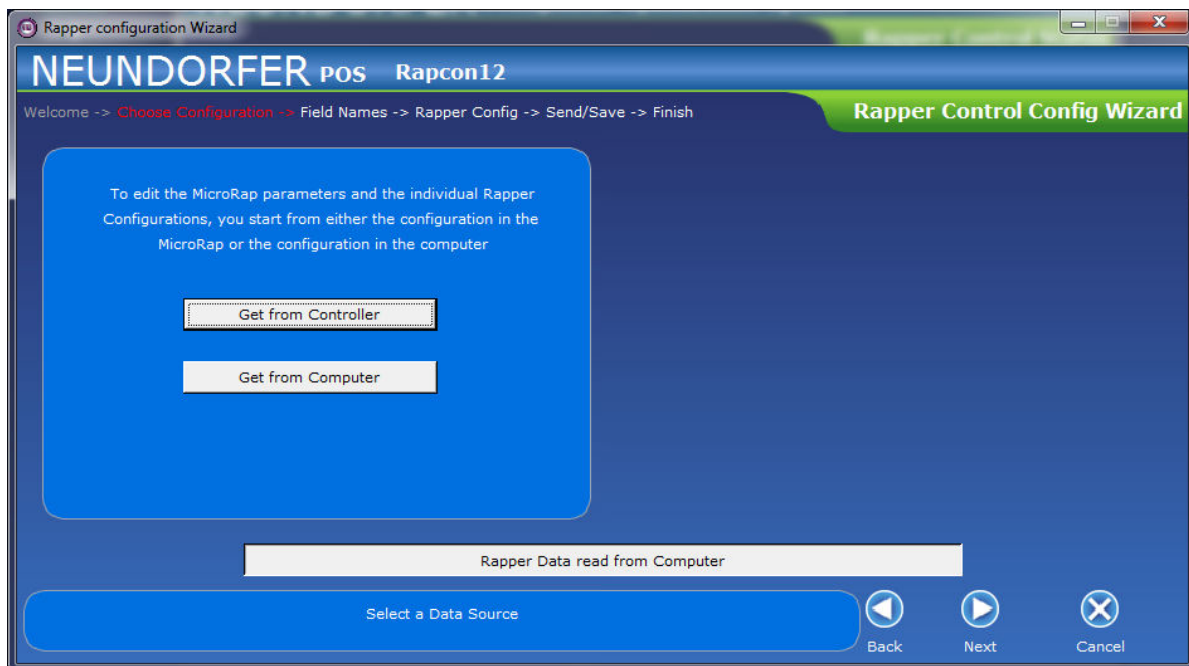 Rapper configuration Wizard
NEUNDORFER POS Rapcon12
Welcome -> Choose Configuration -> Field Names -> Rapper Config -> Send/Save -> Finish
Rapper Control Config Wizard
To edit the MicroRap parameters and the individual Rapper
Configurations, you start from either the configuration in the
MicroRap or the configuration in the computer
Get from Controller
Get from Computer
Rapper Data read from Computer
Select a Data Source
Back
Next
Cancel